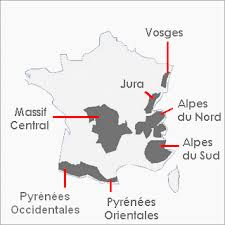 Vosges
Jura
Massif
Central
Alpes
du Nord
Alpes
du Sud
Pyrénées
Occidentales
Pyrénées
Orientales